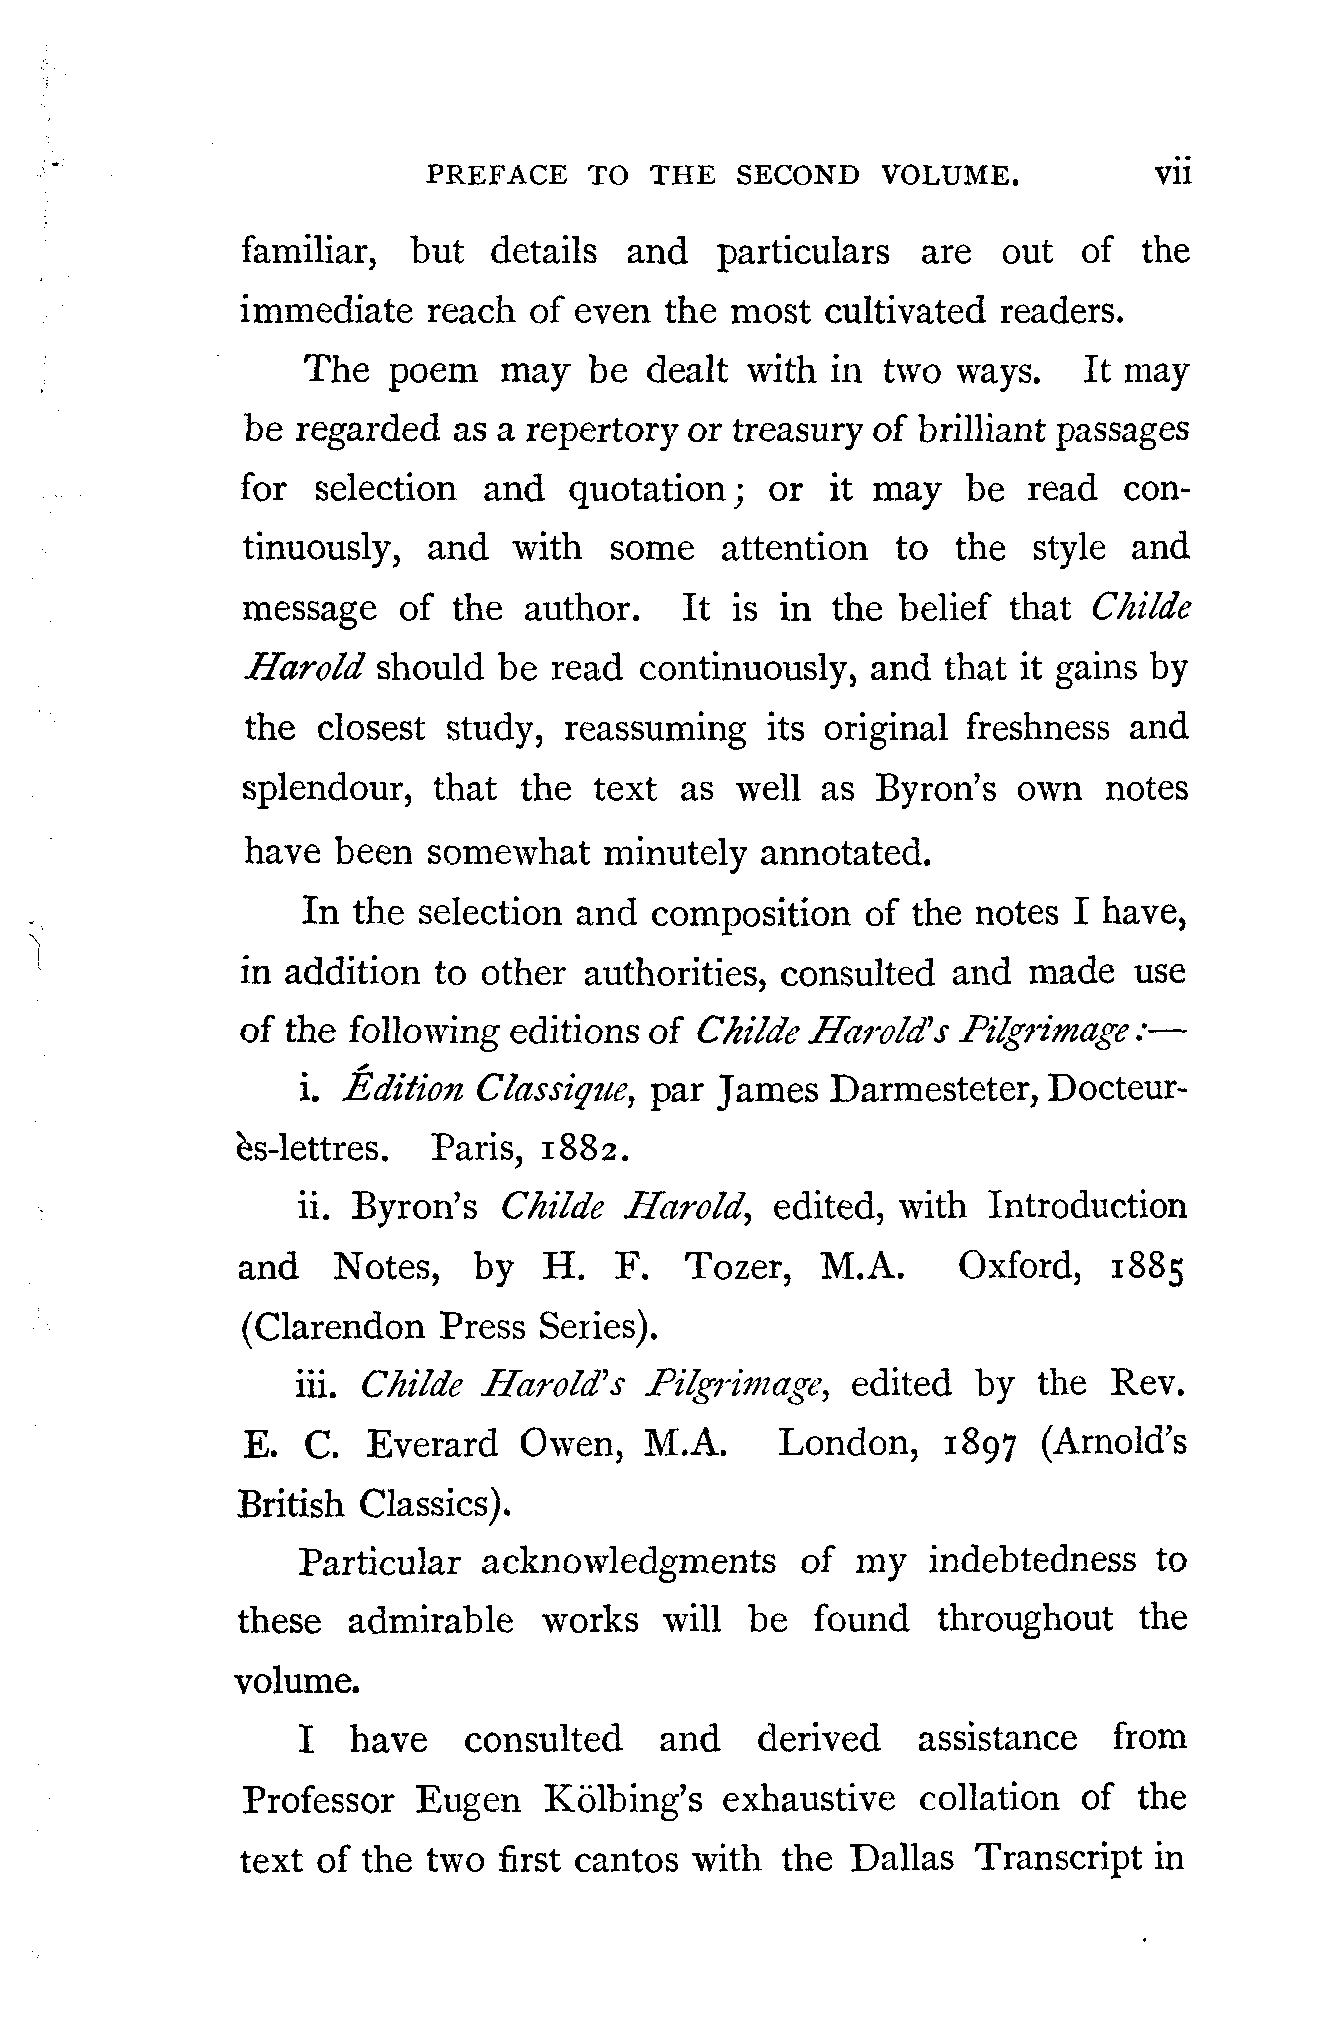 PREFACE TO THE SECOND VOLUME. vii
familiar, but details and particulars are out of the
immediate reach of even the most cultivated readers.
The poem may be dealt with in two ways. It may
be regarded as a repertory or treasury of brilliant passages
for selection and quotation; or it may be read con-
tinuously, and with some attention to the style and
message of the author. It is in the belief that Childe
Harold should be read continuously, and that it gains by
the closest study, reassuming its original freshness and
splendour, that the text as well as Byron's own notes
have been somewhat minutely annotated.
In the selection and composition of the notes I have,
in addition to other authorities, consulted and made use
of the following editions of Childe Harold's Pilgrimage:—
i. Édition Classique, par James Darmesteter, Docteur-
ès-lettres. Paris, 1882.
ii. Byron's Childe Harold, edited, with Introduction
and Notes, by H. F. Tozer, M.A. Oxford, 1885
(Clarendon Press Series).
iii. Childe Harold's Pilgrimage, edited by the Rev.
E. C. Everard Owen, M.A. London, 1897 (Arnold's
British Classics).
Particular acknowledgments of my indebtedness to
these admirable works will be found throughout the
volume.
I have consulted and derived assistance from
Professor Eugen Kölbing's exhaustive collation of the
text of the two first cantos with the Dallas Transcript in